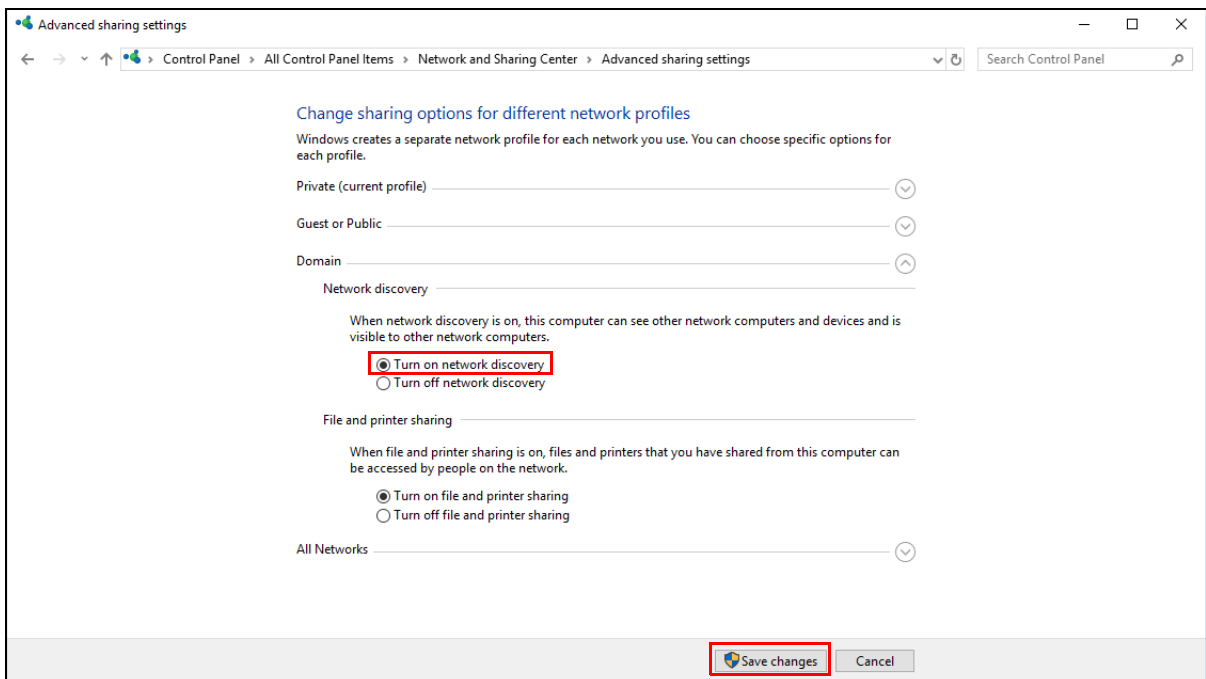 Advanced sharing settings
Control Panel > All Control Panel Items > Network and Sharing Center > Advanced sharing settings
Search Control Panel
Change sharing options for different network profiles
Windows creates a separate network profile for each network you use. You can choose specific options for
each profile.
Private (current profile)
Guest or Public
Domain
Network discovery
When network discovery is on, this computer can see other network computers and devices and is
visible to other network computers.
Turn on network discovery
Turn off network discovery
File and printer sharing
When file and printer sharing is on, files and printers that you have shared from this computer can
be accessed by people on the network.
Turn on file and printer sharing
Turn off file and printer sharing
All Networks
Save changes
Cancel